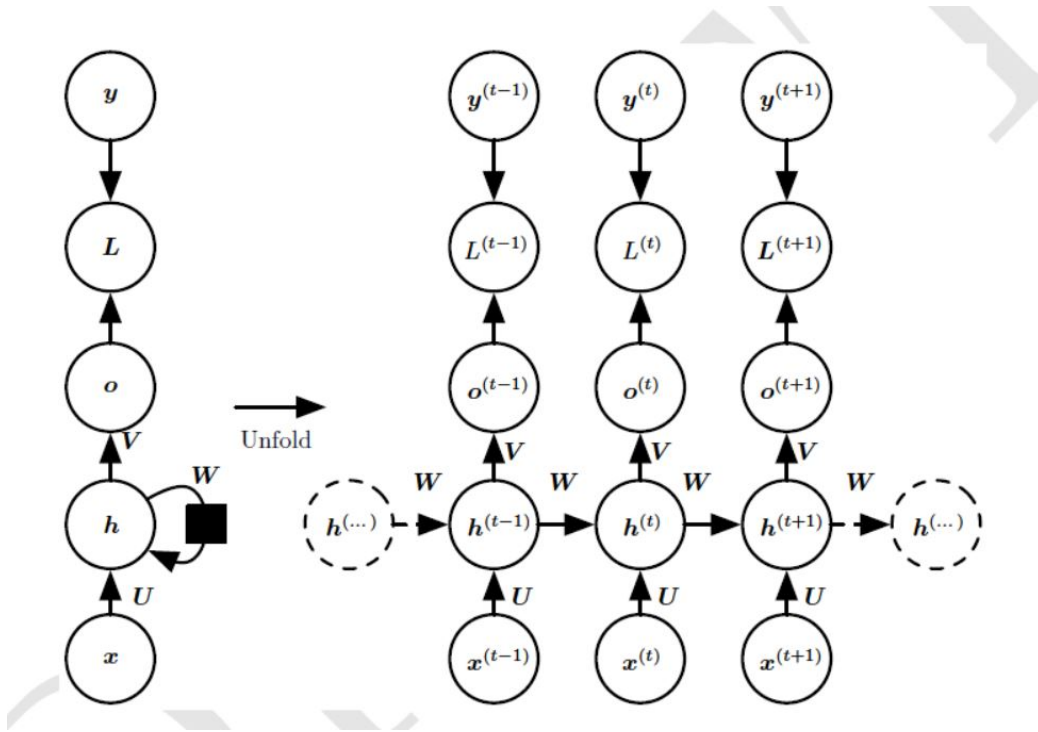 y y^(t−1) y^(t) y^(t+1)
L L^(t−1) L^(t) L^(t+1)
o o^(t−1) o^(t) o^(t+1)
Unfold
V V V V
W W W W W
h h^(...) h^(t−1) h^(t) h^(t+1) h^(...)
U U U U
x x^(t−1) x^(t) x^(t+1)